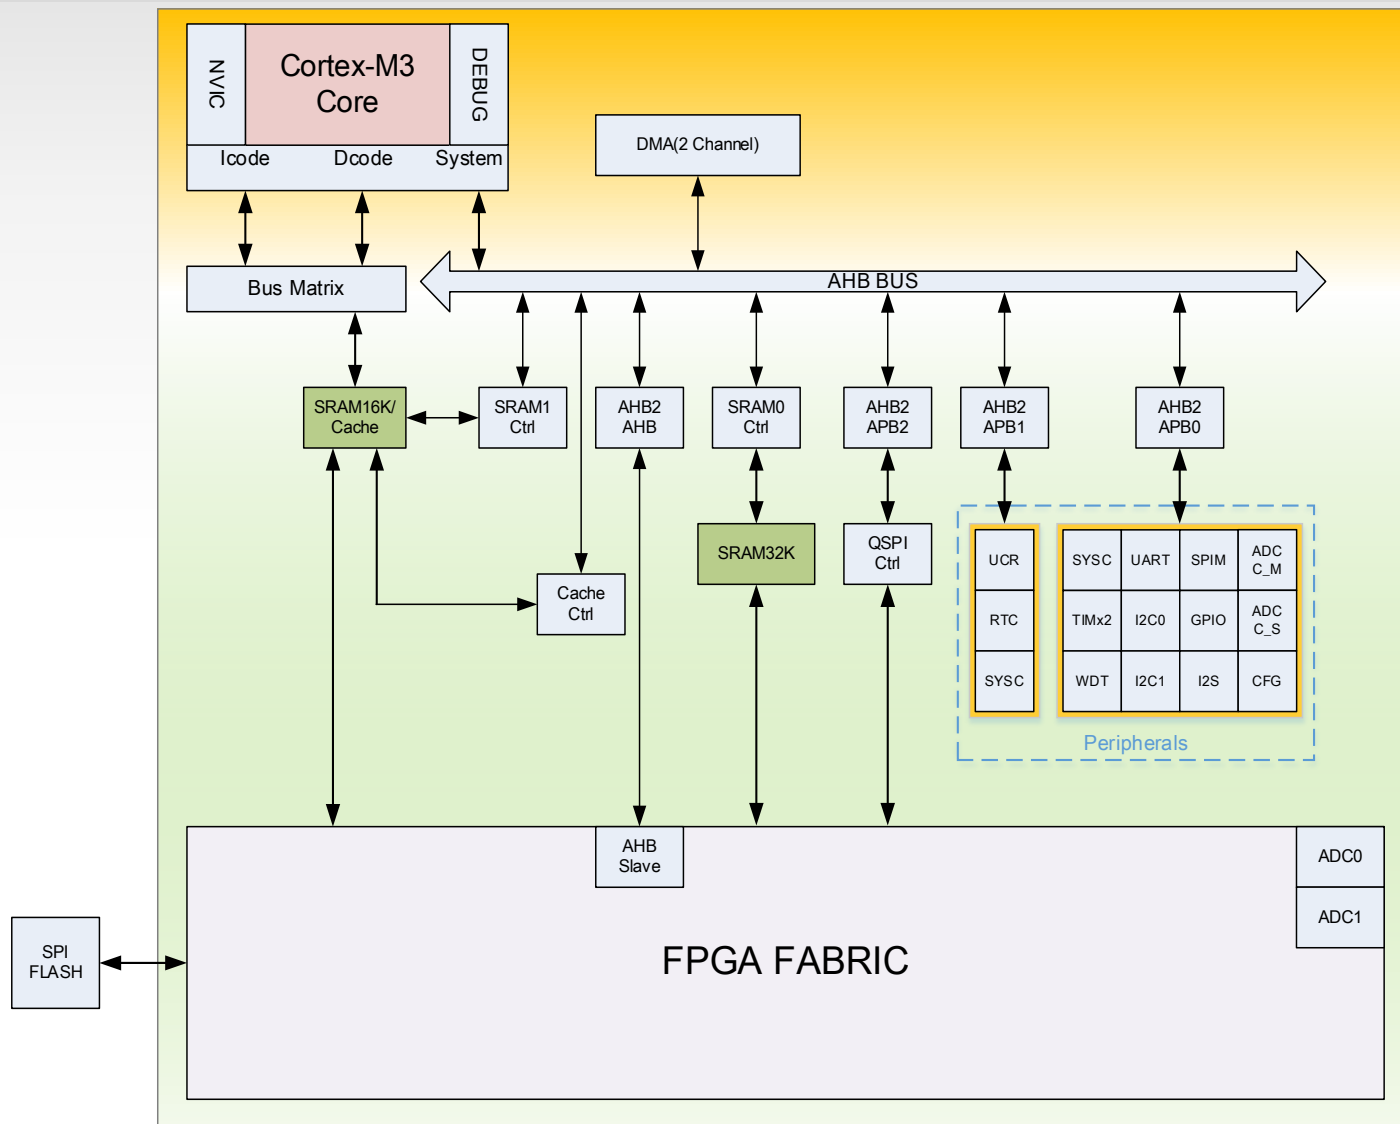 NVIC
Cortex-M3
Core
DEBUG
Icode
Dcode
System
DMA(2 Channel)
Bus Matrix
AHB BUS
SRAM16K/
Cache
SRAM1
Ctrl
AHB2
AHB
SRAM0
Ctrl
AHB2
APB2
AHB2
APB1
AHB2
APB0
SRAM32K
QSPI
Ctrl
Cache
Ctrl
UCR
RTC
SYSC
SYSC
UART
SPIM
ADC
C_M
TIMx2
I2C0
GPIO
ADC
C_S
WDT
I2C1
I2S
CFG
Peripherals
AHB
Slave
ADC0
ADC1
SPI
FLASH
FPGA FABRIC